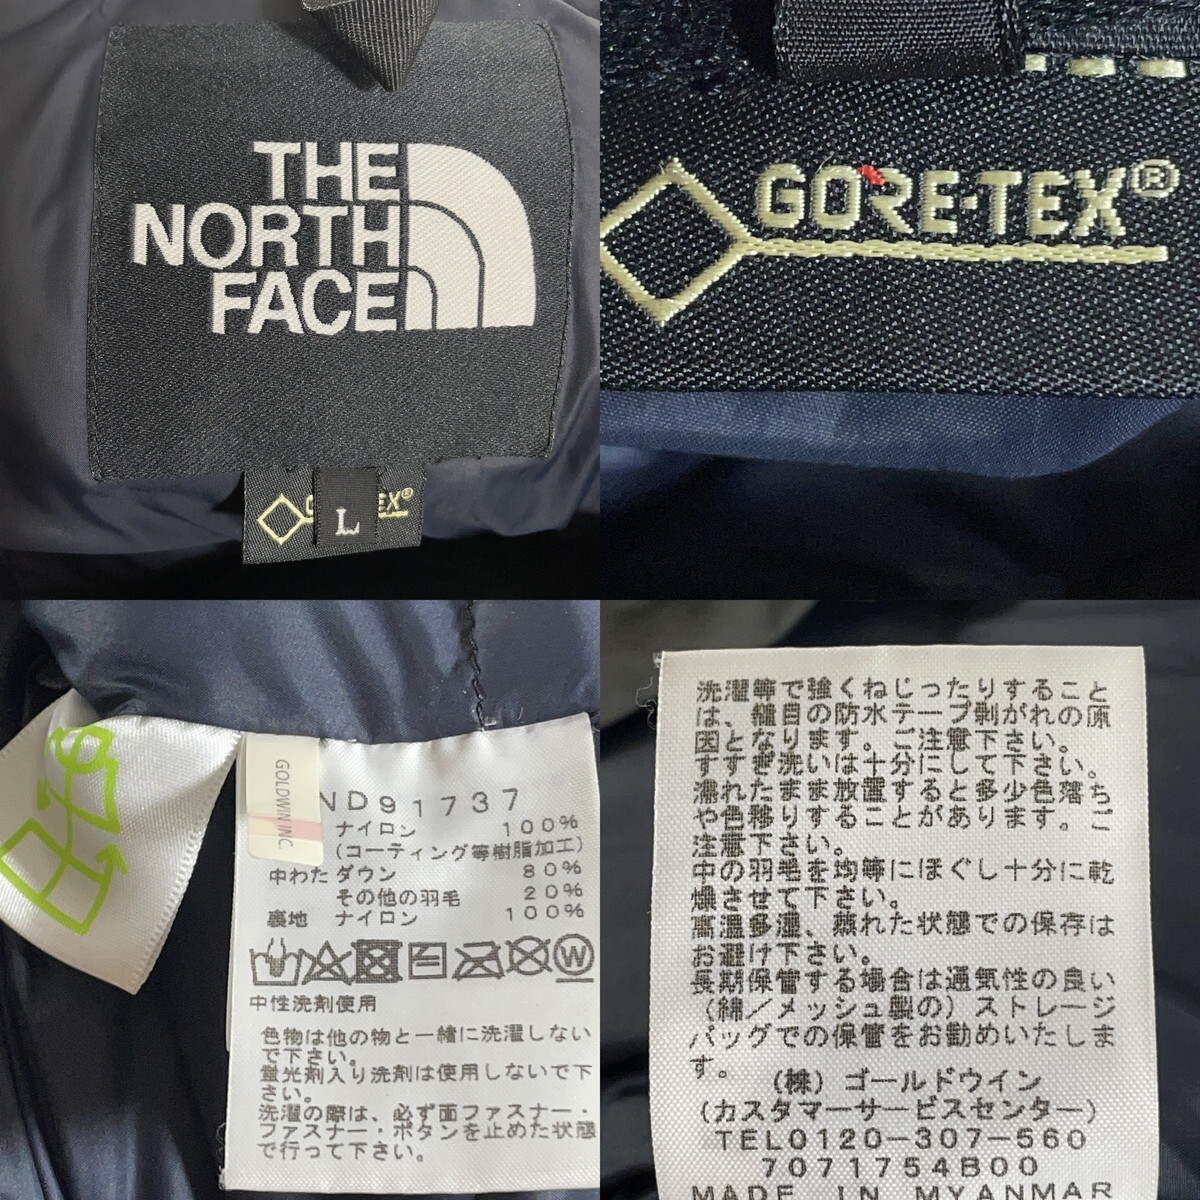 THE
NORTH
FACE
L
EX®
GORE-TEX®
GOLDWIN INC
ND91737
ナイロン 100%
(コーティング等樹脂加工)
中わた ダウン 80%
その他の羽毛 20%
裏地 ナイロン 100%
W
中性洗剤使用
色物は他の物と一緒に洗濯しない
で下さい。
蛍光剤入り洗剤は使用しないで下
さい。
洗濯の際は、必ず面ファスナー・
ファスナー・ボタンを止めた状態
で行って下さい。
洗濯等で強くねじったりすること
は、縫目の防水テープ剥がれの原
因となります。ご注意下さい。
すすぎ洗いは十分にして下さい。
濡れたまま放置すると多少色落ち
や色移りすることがあります。ご
注意下さい。
中の羽毛を均等にほぐし十分に乾
燥させて下さい。
高温多湿、蒸れた状態での保存は
お避け下さい。
長期保管する場合は通気性の良い
(綿/メッシュ製の)ストレージ
バッグでの保管をお勧めいたしま
す。
(株)ゴールドウイン
(カスタマーサービスセンター)
TEL0120-307-560
7071754B00
MADE IN MYANMAR